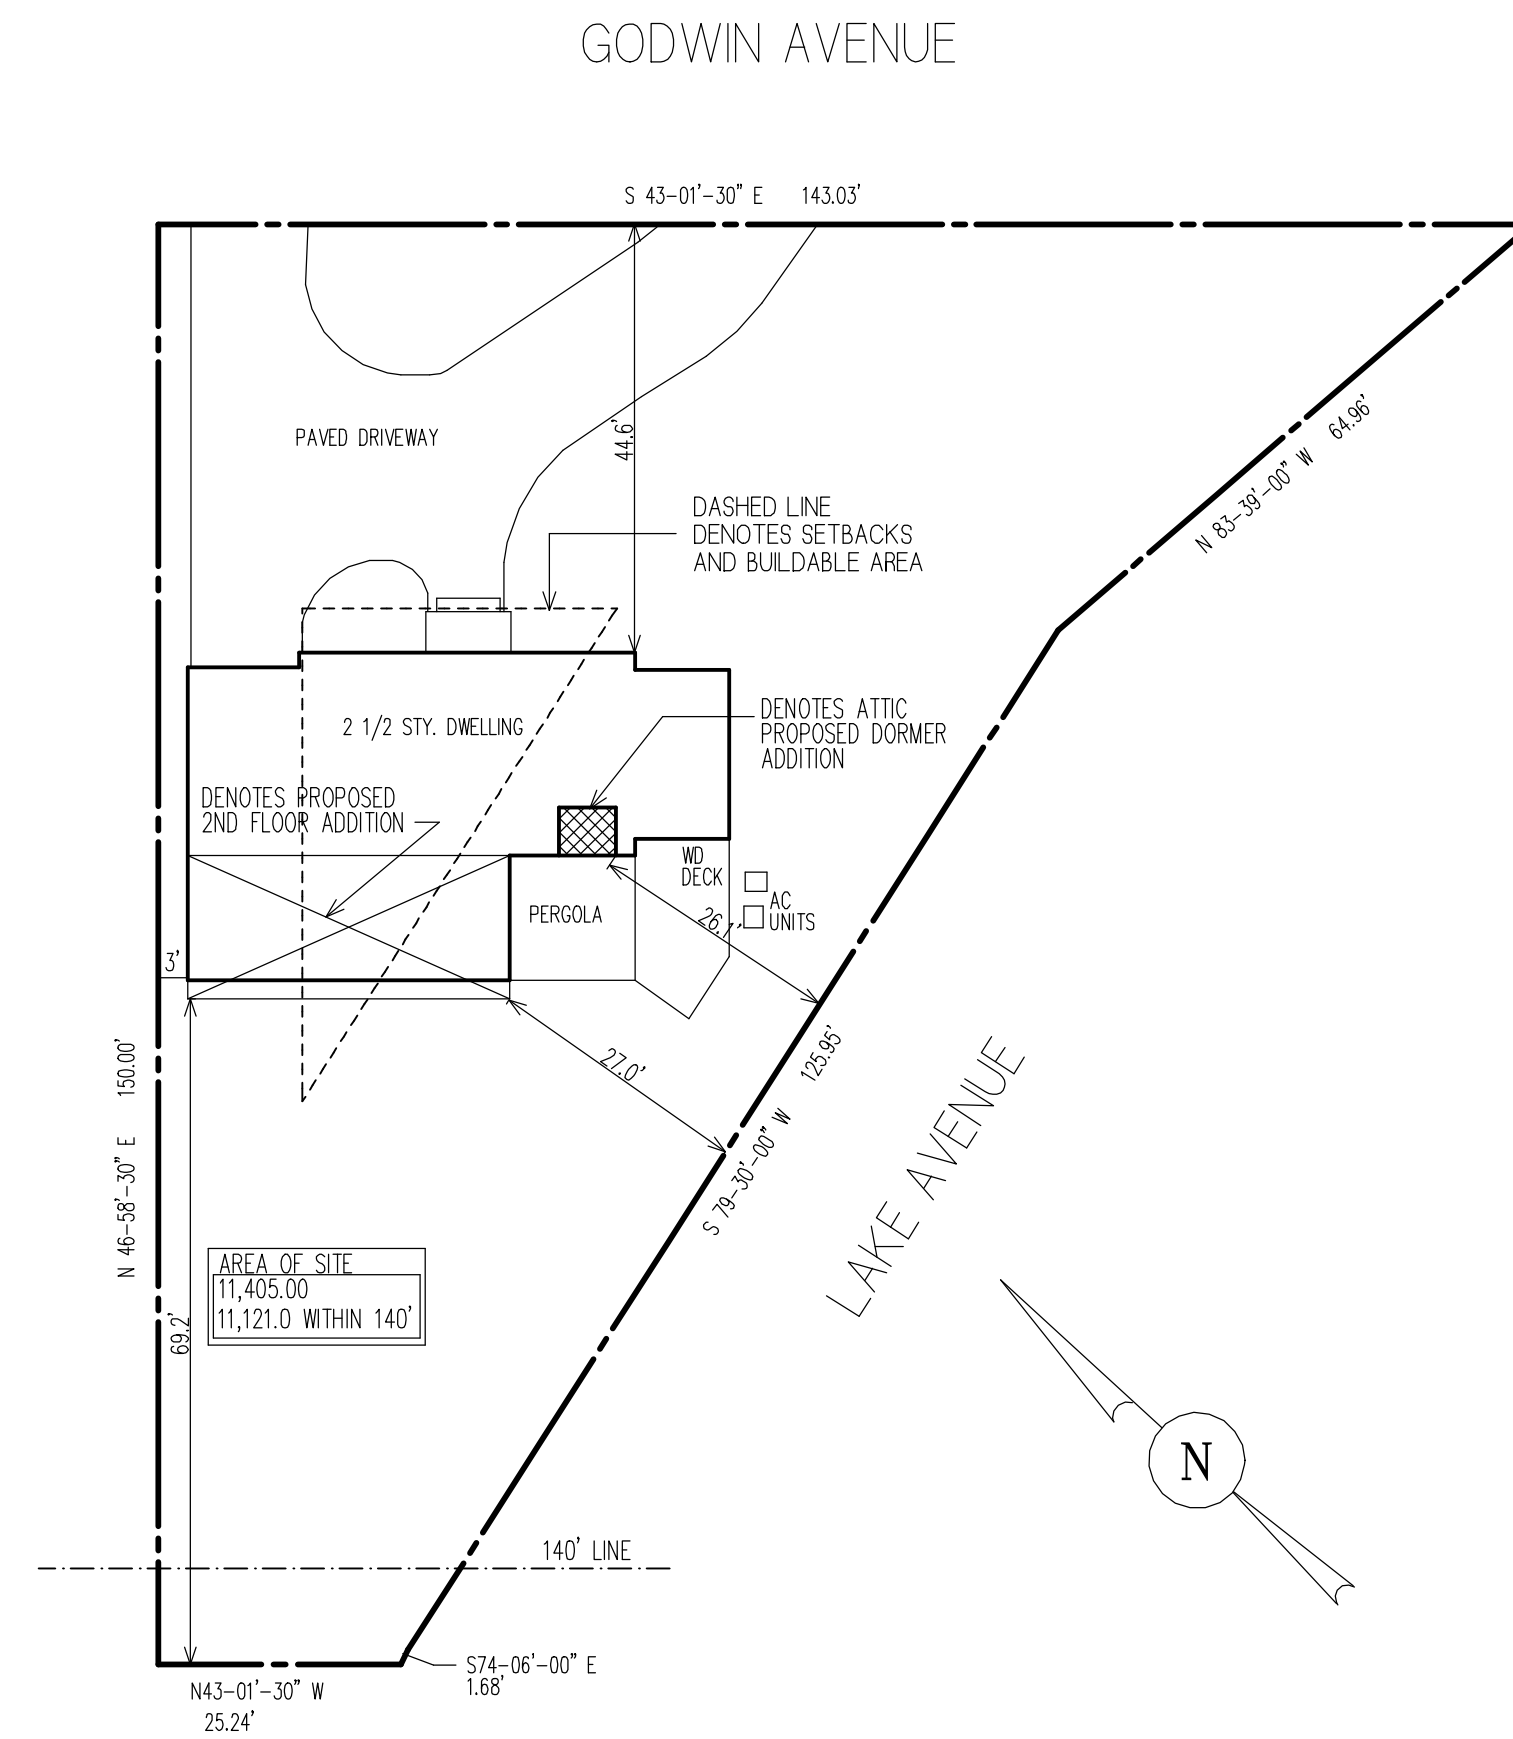 GODWIN AVENUE
S 43-01'-30" E 143.03'
PAVED DRIVEWAY
44.6'
N 83-39'-00" W 64.96'
DASHED LINE
DENOTES SETBACKS
AND BUILDABLE AREA
2 1/2 STY. DWELLING
DENOTES ATTIC
PROPOSED DORMER
ADDITION
DENOTES PROPOSED
2ND FLOOR ADDITION
WD
DECK
AC
UNITS
PERGOLA
26.1'
3'
27.0'
N 46-58'-30" E 150.00'
S 79-30'-00" W 125.95'
LAKE AVENUE
AREA OF SITE
11,405.00
11,121.0 WITHIN 140'
69.2'
N
140' LINE
S74-06'-00" E
1.68'
N43-01'-30" W
25.24'